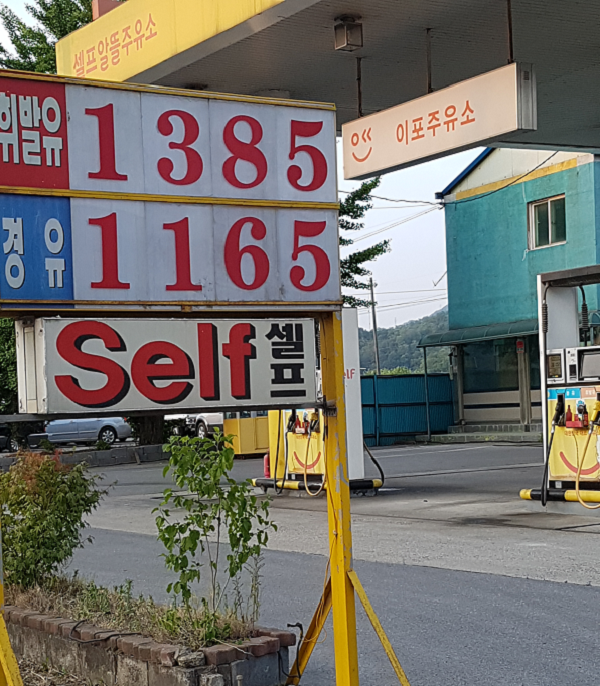 셀프알뜰주유소
이포주유소
휘발유 1385
경유 1165
Self 셀프